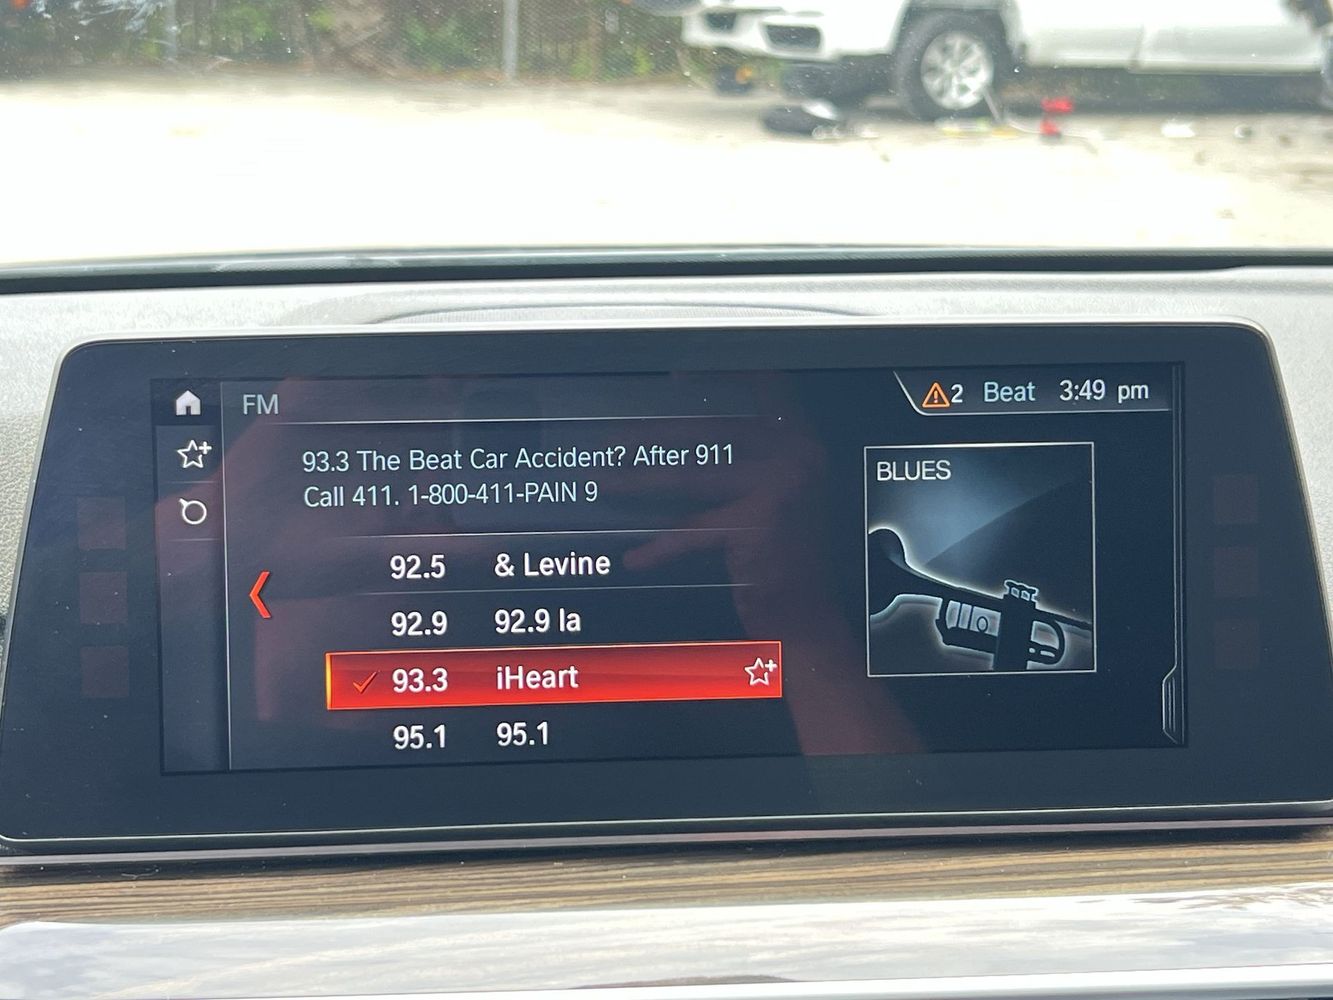 FM
2 Beat 3:49 pm
93.3 The Beat Car Accident? After 911
Call 411. 1-800-411-PAIN 9
BLUES
92.5 & Levine
92.9 92.9 la
93.3 iHeart
95.1 95.1